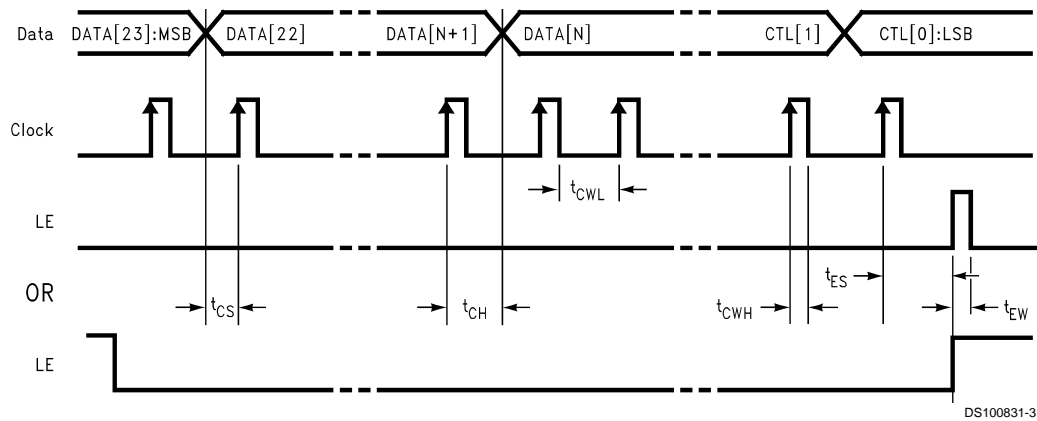 Data DATA[23]:MSB DATA[22] DATA[N+1] DATA[N] CTL[1] CTL[0]:LSB
Clock
tCWL
LE
tES
OR
tCS tCH tCWH tEW
LE
DS100831-3